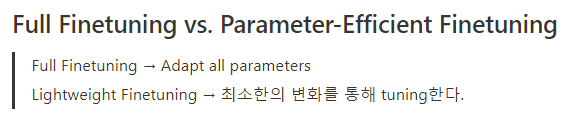 Full Finetuning vs. Parameter-Efficient Finetuning
Full Finetuning → Adapt all parameters
Lightweight Finetuning → 최소한의 변화를 통해 tuning한다.